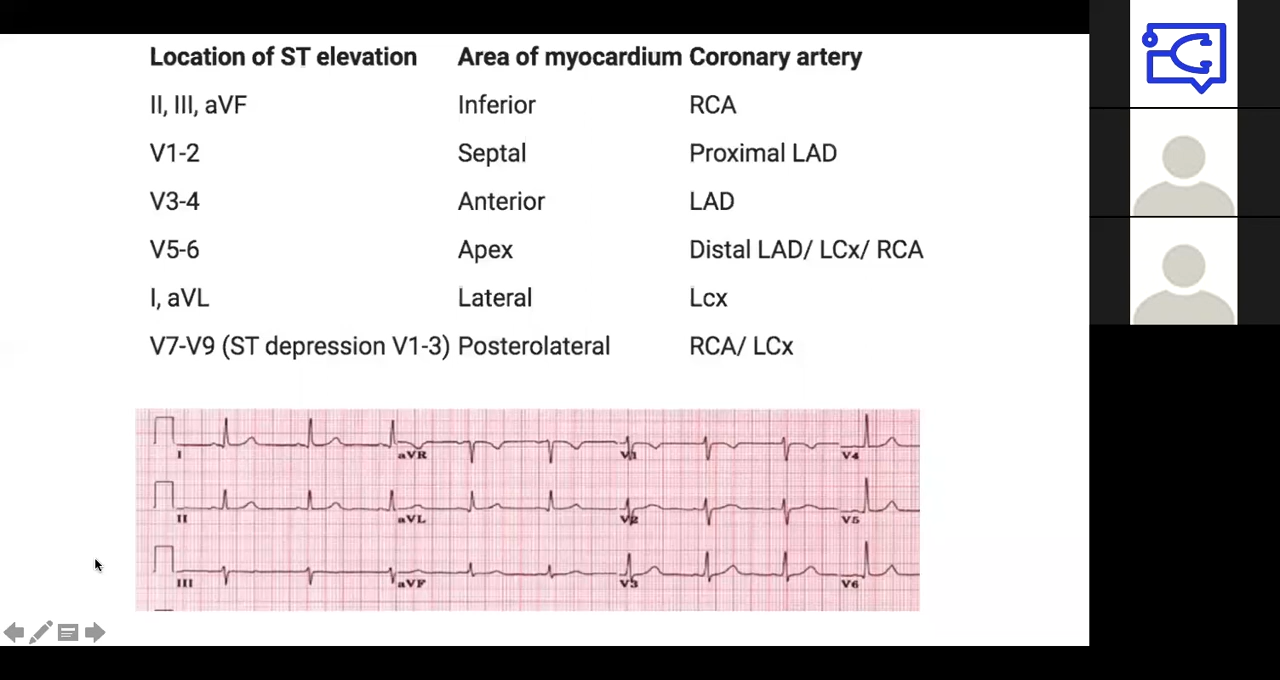 Location of ST elevation Area of myocardium Coronary artery
II, III, aVF Inferior RCA
V1-2 Septal Proximal LAD
V3-4 Anterior LAD
V5-6 Apex Distal LAD/ LCx/ RCA
I, aVL Lateral Lcx
V7-V9 (ST depression V1-3) Posterolateral RCA/ LCx
I aVR V1 V4
II aVL V2 V5
III aVF V3 V6